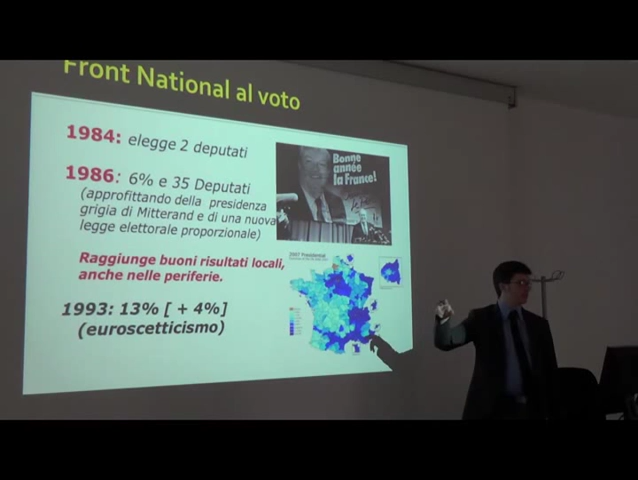 Front National al voto
1984: elegge 2 deputati
1986: 6% e 35 Deputati
(approfittando della presidenza
grigia di Mitterand e di una nuova
legge elettorale proporzionale)
Raggiunge buoni risultati locali,
anche nelle periferie.
1993: 13% [ + 4%]
(euroscetticismo)
Bonne
année
la France!